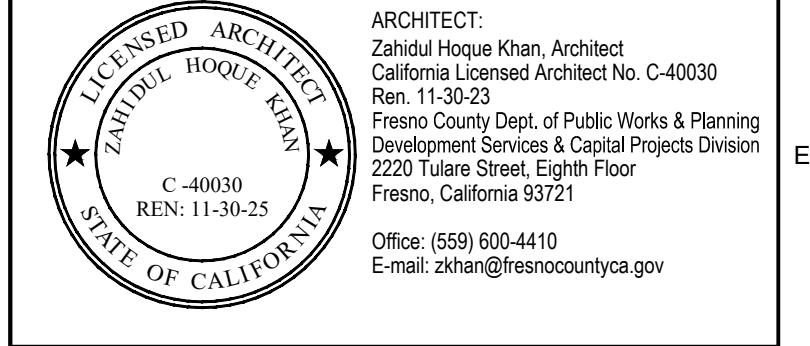 LICENSED ARCHITECT
ZAHIDUL HOQUE KHAN
C -40030
REN: 11-30-25
STATE OF CALIFORNIA
ARCHITECT:
Zahidul Hoque Khan, Architect
California Licensed Architect No. C-40030
Ren. 11-30-23
Fresno County Dept. of Public Works & Planning
Development Services & Capital Projects Division
2220 Tulare Street, Eighth Floor
Fresno, California 93721
Office: (559) 600-4410
E-mail: zkhan@fresnocountyca.gov
E